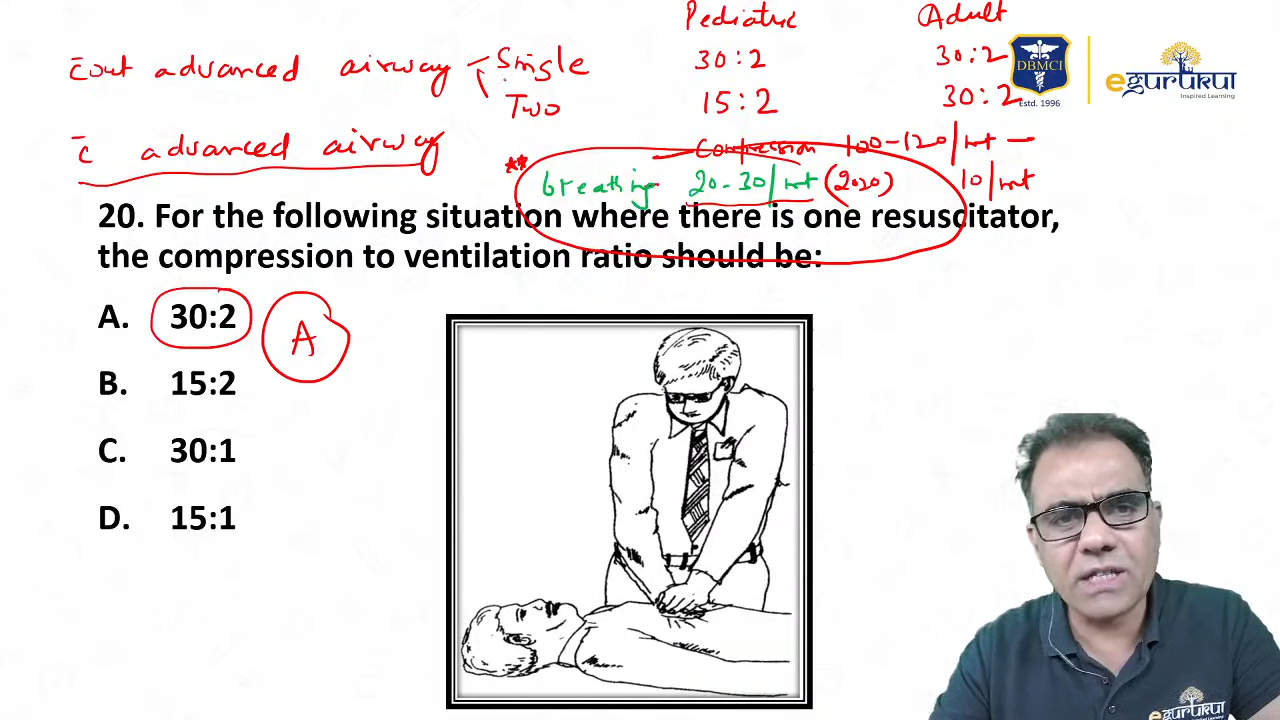 Pediatric Adult
c̄out advanced airway Single 30:2 30:2
Two 15:2 30:2
c̄ advanced airway Compression 100-120/mt
** breathing 20-30/mt (2020) 10/mt
DBMCI
Estd. 1996
egurukul
Inspired Learning
20. For the following situation where there is one resuscitator,
the compression to ventilation ratio should be:
A. 30:2
A
B. 15:2
C. 30:1
D. 15:1
egurukul